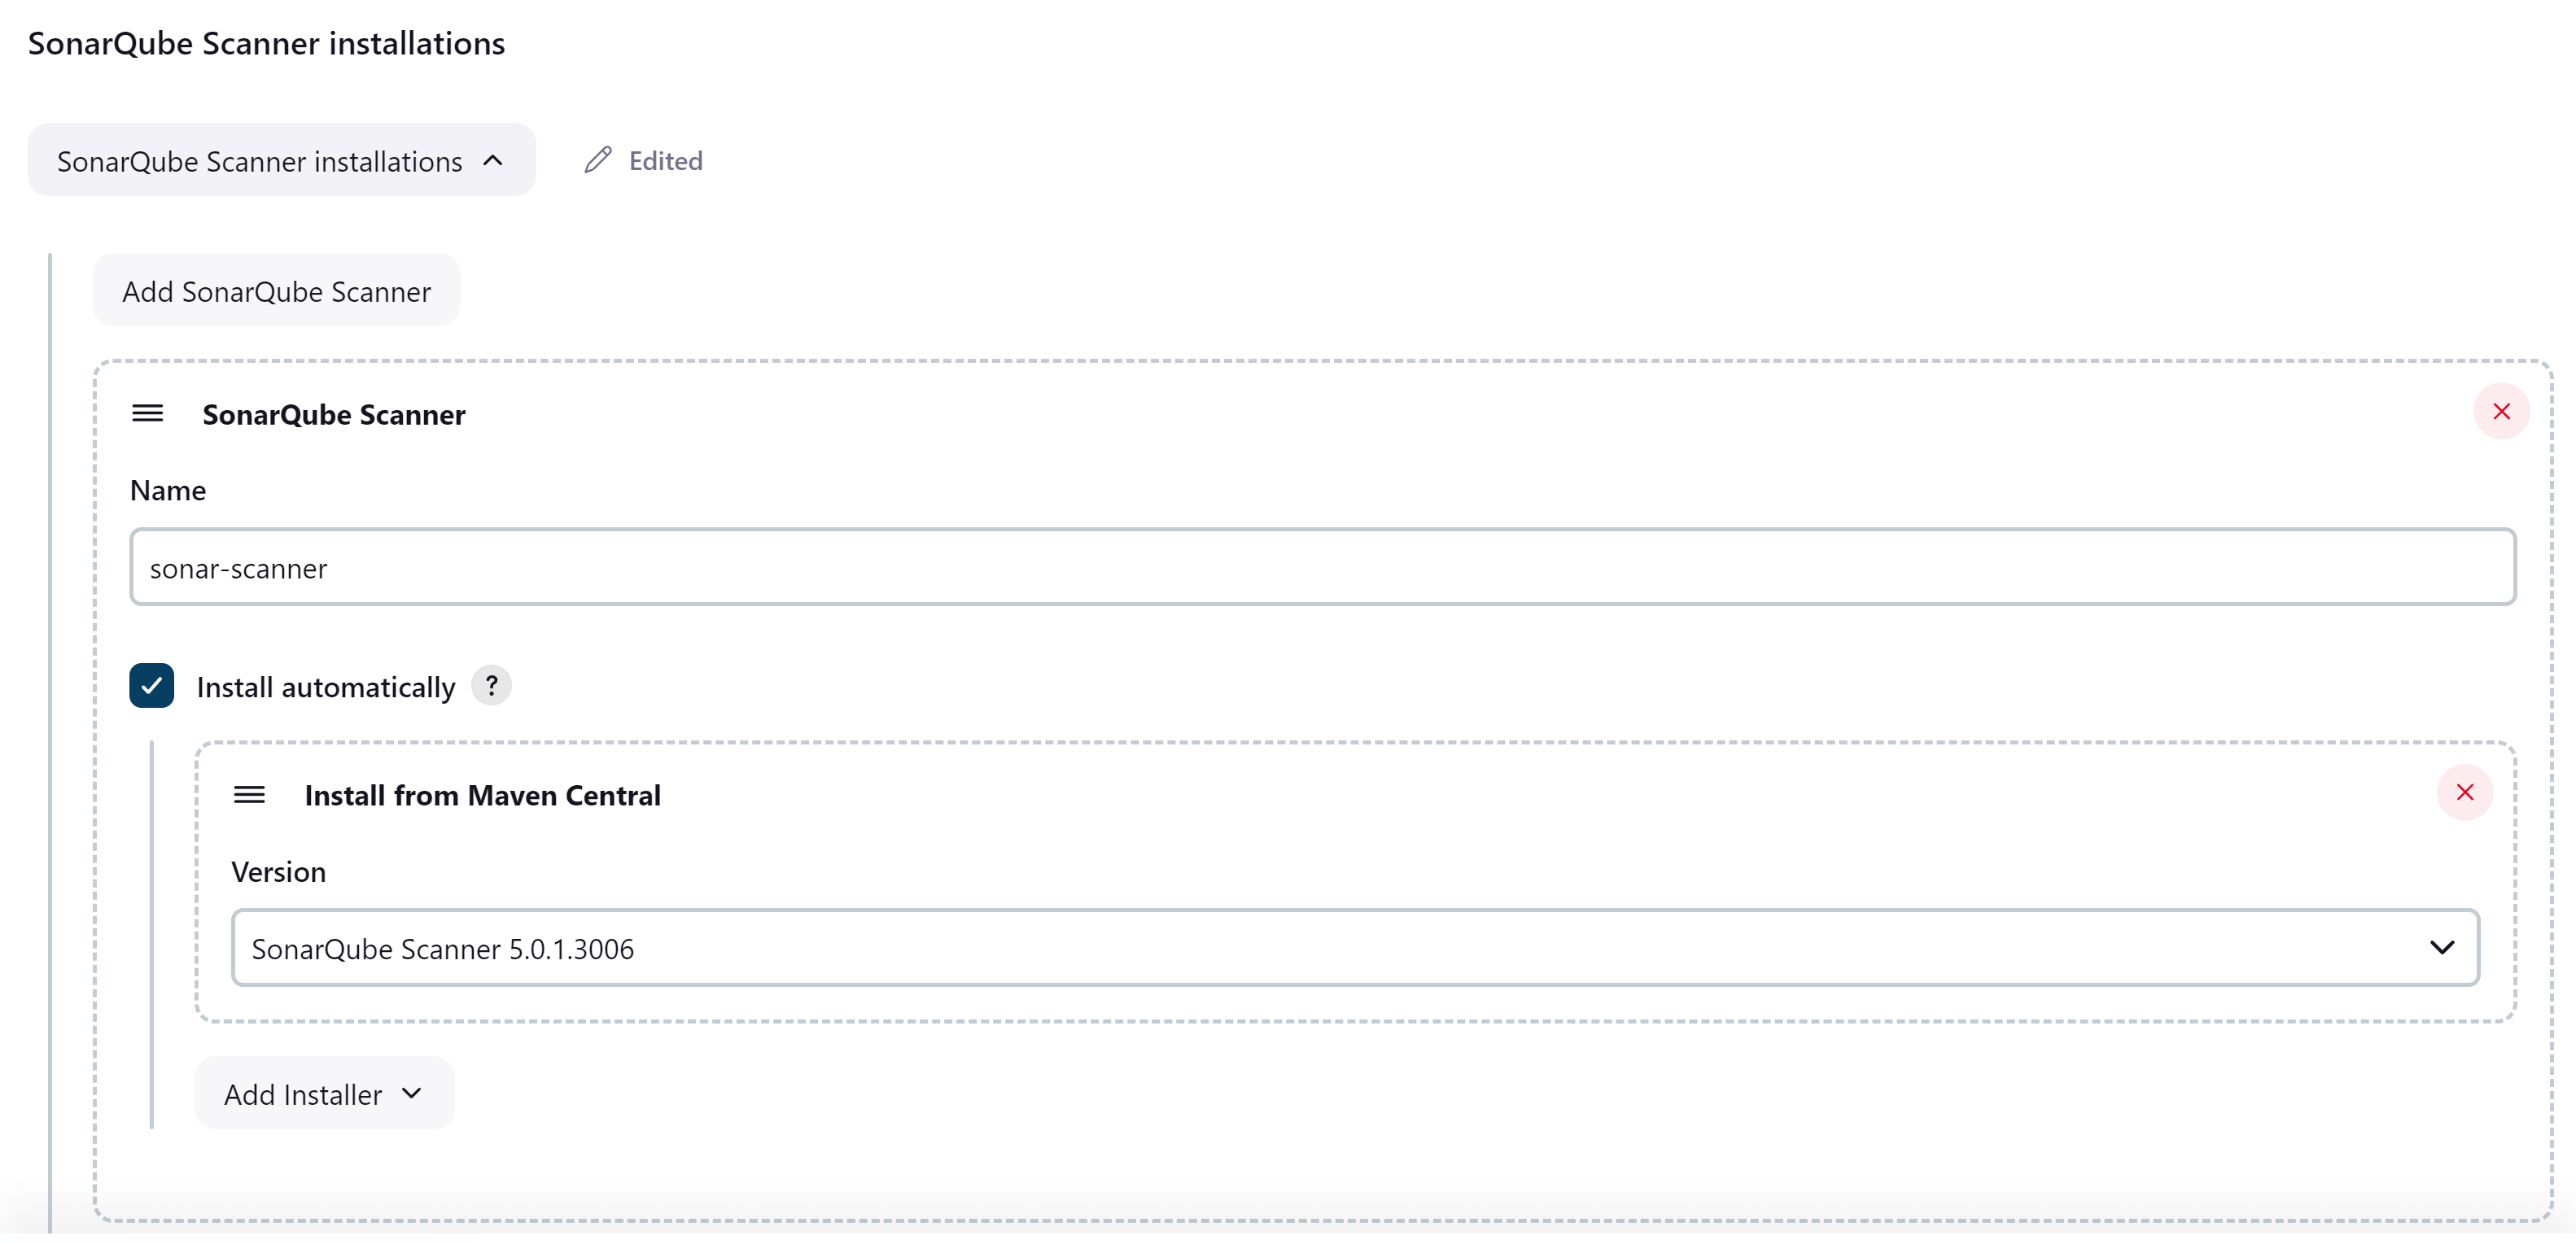 SonarQube Scanner installations
SonarQube Scanner installations
Edited
Add SonarQube Scanner
SonarQube Scanner
Name
sonar-scanner
Install automatically ?
Install from Maven Central
Version
SonarQube Scanner 5.0.1.3006
Add Installer